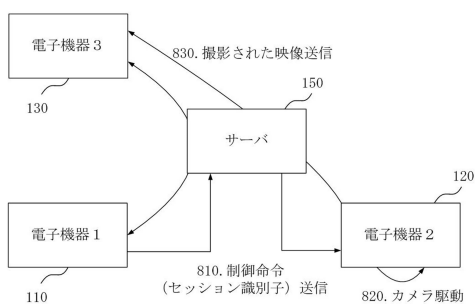 電子機器３
130
830. 撮影された映像送信
150
サーバ
120
電子機器１
110
810. 制御命令
（セッション識別子）送信
電子機器２
820. カメラ駆動